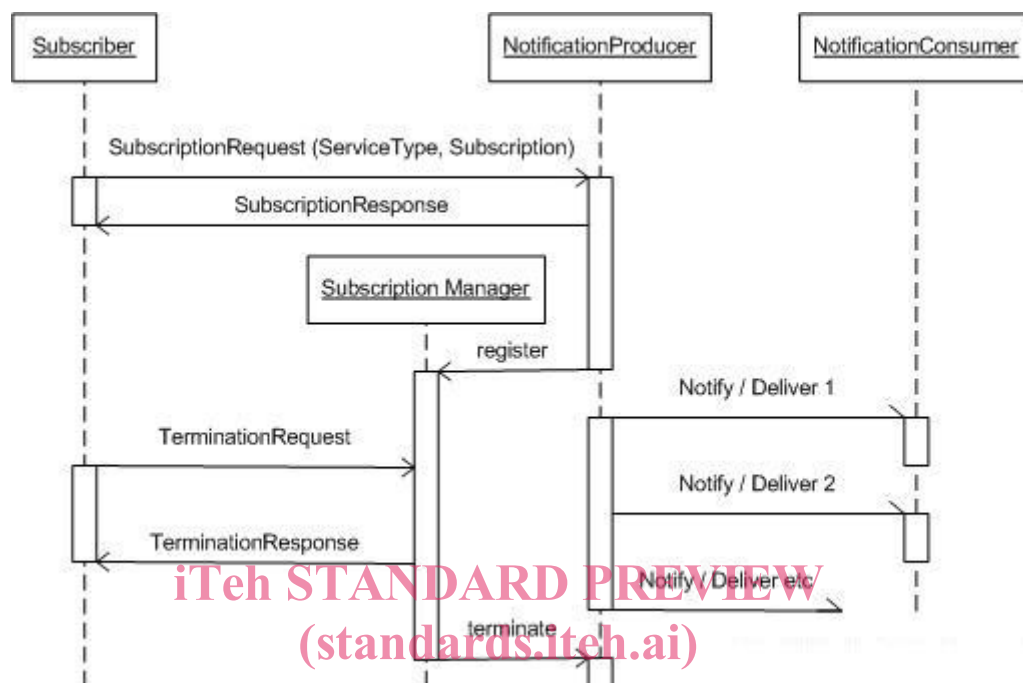 Subscriber
NotificationProducer
NotificationConsumer
SubscriptionRequest (ServiceType, Subscription)
SubscriptionResponse
Subscription Manager
register
Notify / Deliver 1
TerminationRequest
Notify / Deliver 2
TerminationResponse
Notify / Deliver etc
iTeh STANDARD PREVIEW
terminate
(standards.iteh.ai)